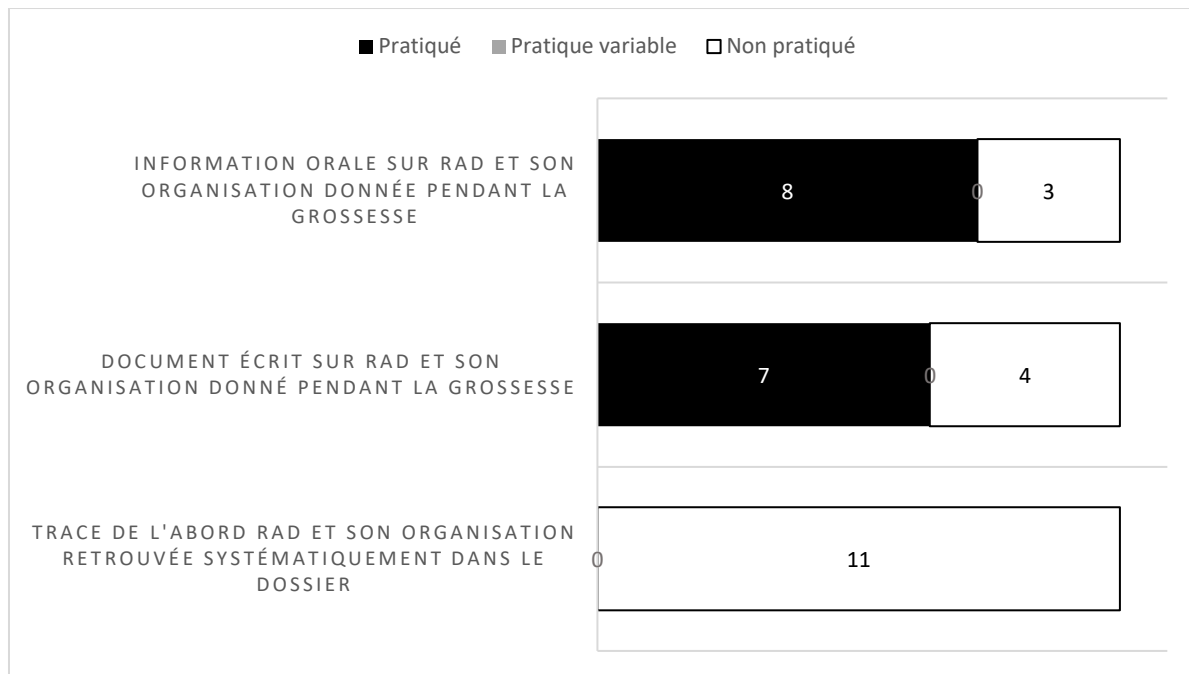 Pratiqué Pratique variable Non pratiqué
INFORMATION ORALE SUR RAD ET SON
ORGANISATION DONNÉE PENDANT LA
GROSSESSE
8 0 3
DOCUMENT ÉCRIT SUR RAD ET SON
ORGANISATION DONNÉ PENDANT LA GROSSESSE
7 0 4
TRACE DE L'ABORD RAD ET SON ORGANISATION
RETROUVÉE SYSTÉMATIQUEMENT DANS LE
DOSSIER
0 11